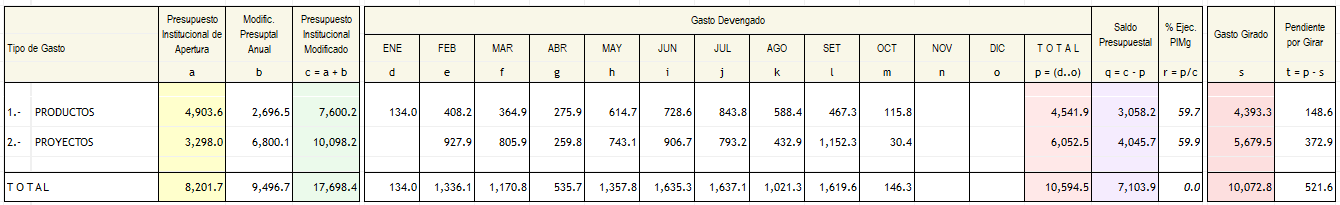 Tipo de Gasto Presupuesto Institucional de Apertura Modific. Presuptal Anual Presupuesto Institucional Modificado Gasto Devengado Saldo Presupuestal % Ejec. PIMg Gasto Girado Pendiente por Girar
ENE FEB MAR ABR MAY JUN JUL AGO SET OCT NOV DIC T O T A L
a b c = a + b d e f g h i j k l m n o p = (d..o) q = c - p r = p/c s t = p - s
1.- PRODUCTOS 4,903.6 2,696.5 7,600.2 134.0 408.2 364.9 275.9 614.7 728.6 843.8 588.4 467.3 115.8 4,541.9 3,058.2 59.7 4,393.3 148.6
2.- PROYECTOS 3,298.0 6,800.1 10,098.2 927.9 805.9 259.8 743.1 906.7 793.2 432.9 1,152.3 30.4 6,052.5 4,045.7 59.9 5,679.5 372.9
T O T A L 8,201.7 9,496.7 17,698.4 134.0 1,336.1 1,170.8 535.7 1,357.8 1,635.3 1,637.1 1,021.3 1,619.6 146.3 10,594.5 7,103.9 0.0 10,072.8 521.6